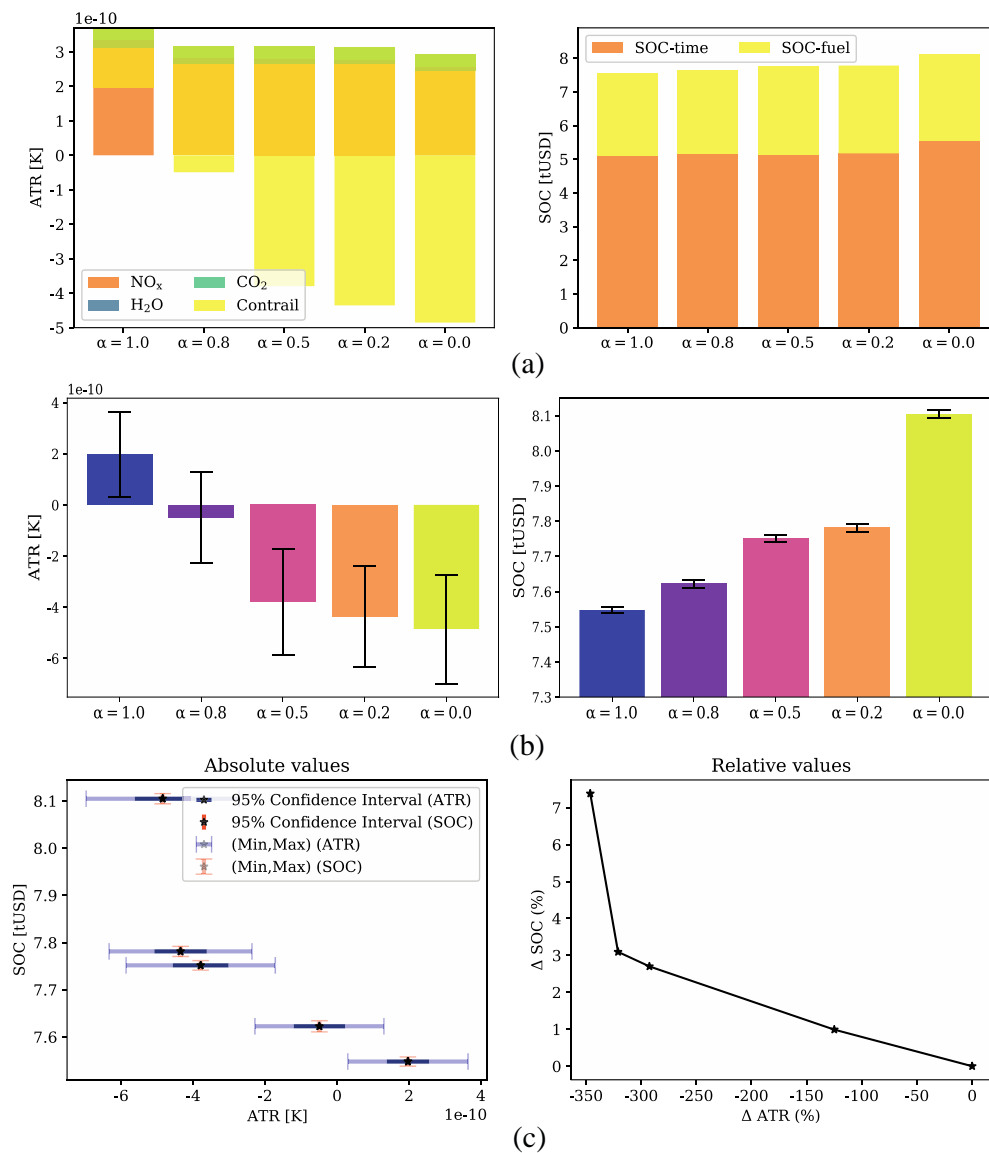 1e-10
ATR [K]
3
2
1
0
-1
-2
-3
-4
-5
NOₓ
CO₂
H₂O
Contrail
α = 1.0
α = 0.8
α = 0.5
α = 0.2
α = 0.0
SOC [tUSD]
8
7
6
5
4
3
2
1
0
SOC-time
SOC-fuel
α = 1.0
α = 0.8
α = 0.5
α = 0.2
α = 0.0
(a)
1e-10
ATR [K]
4
2
0
-2
-4
-6
α = 1.0
α = 0.8
α = 0.5
α = 0.2
α = 0.0
SOC [tUSD]
8.1
8.0
7.9
7.8
7.7
7.6
7.5
7.4
7.3
α = 1.0
α = 0.8
α = 0.5
α = 0.2
α = 0.0
(b)
Absolute values
SOC [tUSD]
8.1
8.0
7.9
7.8
7.7
7.6
95% Confidence Interval (ATR)
95% Confidence Interval (SOC)
(Min,Max) (ATR)
(Min,Max) (SOC)
-6
-4
-2
0
2
4
1e-10
ATR [K]
Relative values
Δ SOC (%)
7
6
5
4
3
2
1
0
-350
-300
-250
-200
-150
-100
-50
0
Δ ATR (%)
(c)